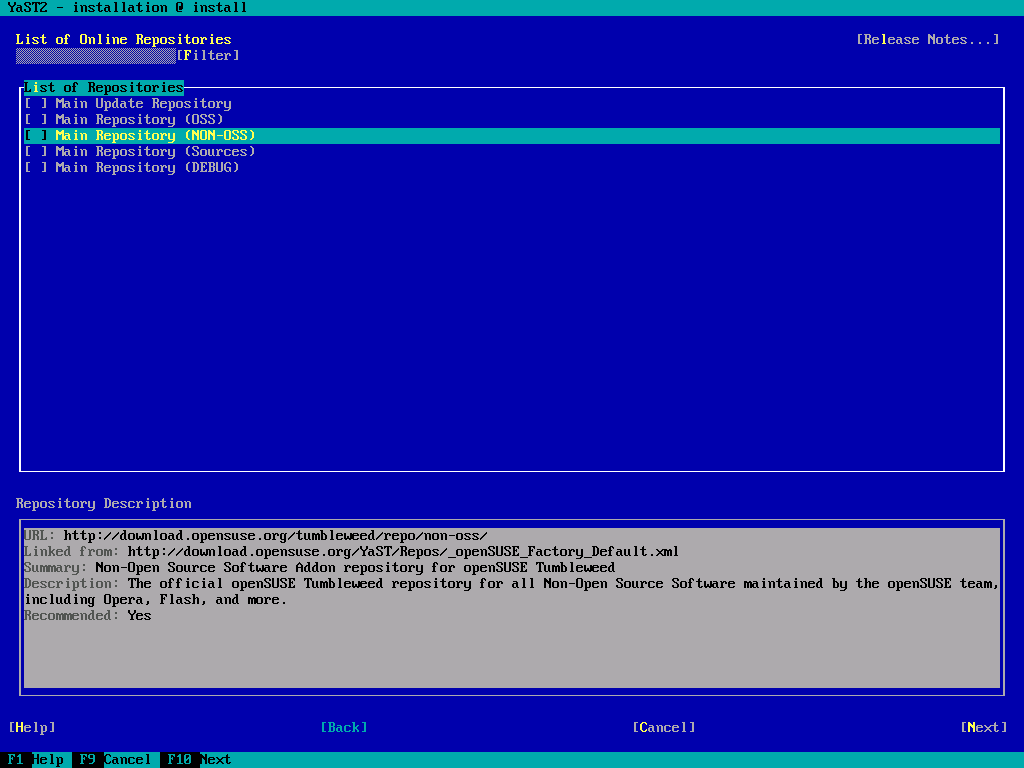 YaST2 - installation @ install
List of Online Repositories [Release Notes...]
[Filter]
List of Repositories
[ ] Main Update Repository
[ ] Main Repository (OSS)
[ ] Main Repository (NON-OSS)
[ ] Main Repository (Sources)
[ ] Main Repository (DEBUG)
Repository Description
URL: http://download.opensuse.org/tumbleweed/repo/non-oss/
Linked from: http://download.opensuse.org/YaST/Repos/_openSUSE_Factory_Default.xml
Summary: Non-Open Source Software Addon repository for openSUSE Tumbleweed
Description: The official openSUSE Tumbleweed repository for all Non-Open Source Software maintained by the openSUSE team,
including Opera, Flash, and more.
Recommended: Yes
[Help] [Back] [Cancel] [Next]
F1 Help F9 Cancel F10 Next